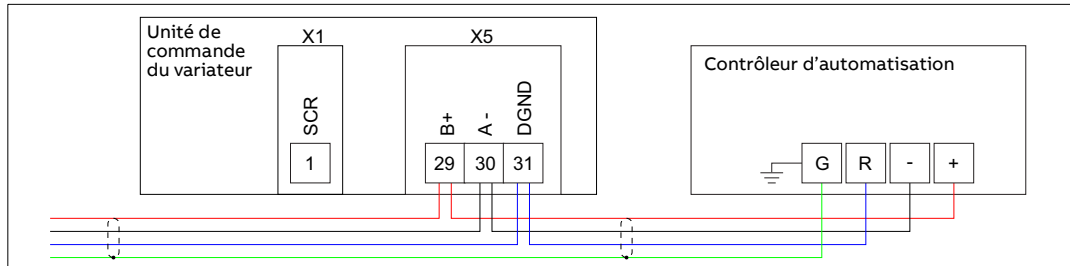 Unité de
commande
du variateur
X1
X5
SCR
B+
A -
DGND
1
29
30
31
Contrôleur d'automatisation
G
R
-
+